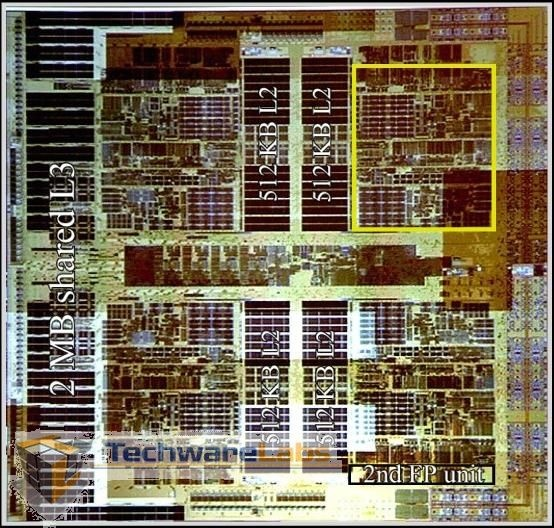 512 KB L2
512 KB L2
2 MB shared L3
512 KB L2
512 KB L2
TechwareLabs
2nd FP unit